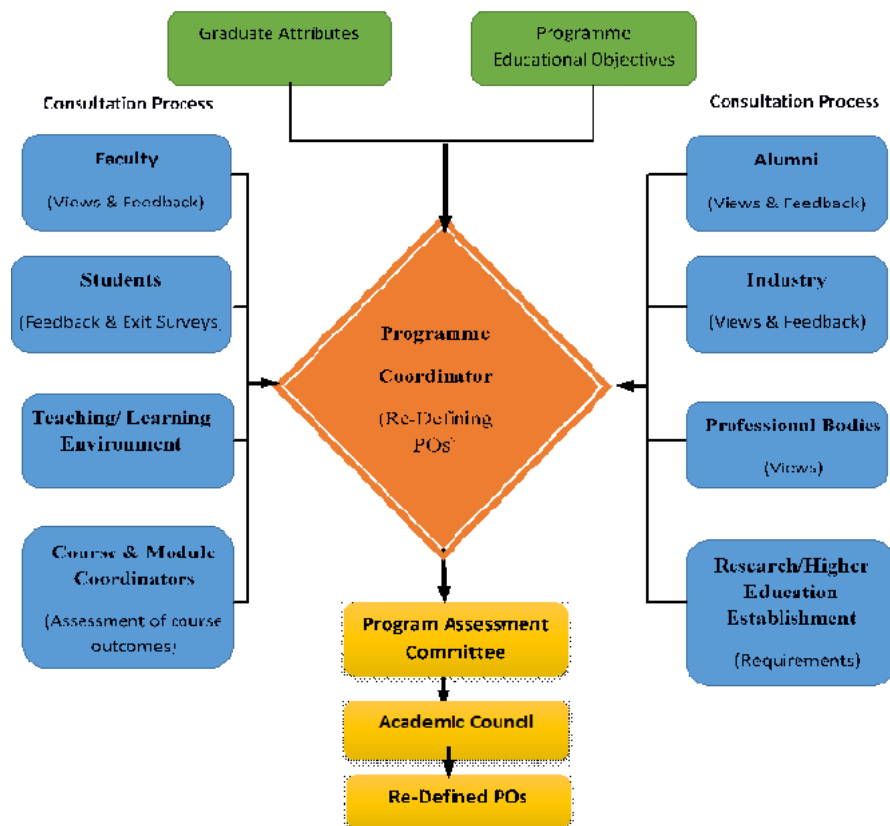 Graduate Attributes
Programme
Educational Objectives
Consultation Process
Faculty
(Views & Feedback)
Students
(Feedback & Exit Surveys)
Teaching/ Learning
Environment
Course & Module
Coordinators
(Assessment of course
outcomes)
Programme
Coordinator
(Re-Defining
POs)
Consultation Process
Alumni
(Views & Feedback)
Industry
(Views & Feedback)
Professional Bodies
(Views)
Research/Higher
Education
Establishment
(Requirements)
Program Assessment
Committee
Academic Council
Re-Defined POs